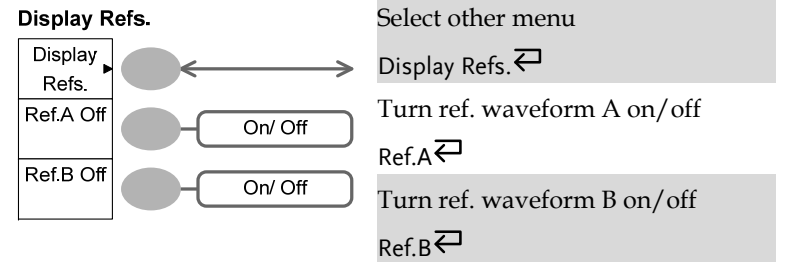 Display Refs.
Display
Refs.
Ref.A Off
On/ Off
Ref.B Off
On/ Off
Select other menu
Display Refs.
Turn ref. waveform A on/off
Ref.A
Turn ref. waveform B on/off
Ref.B